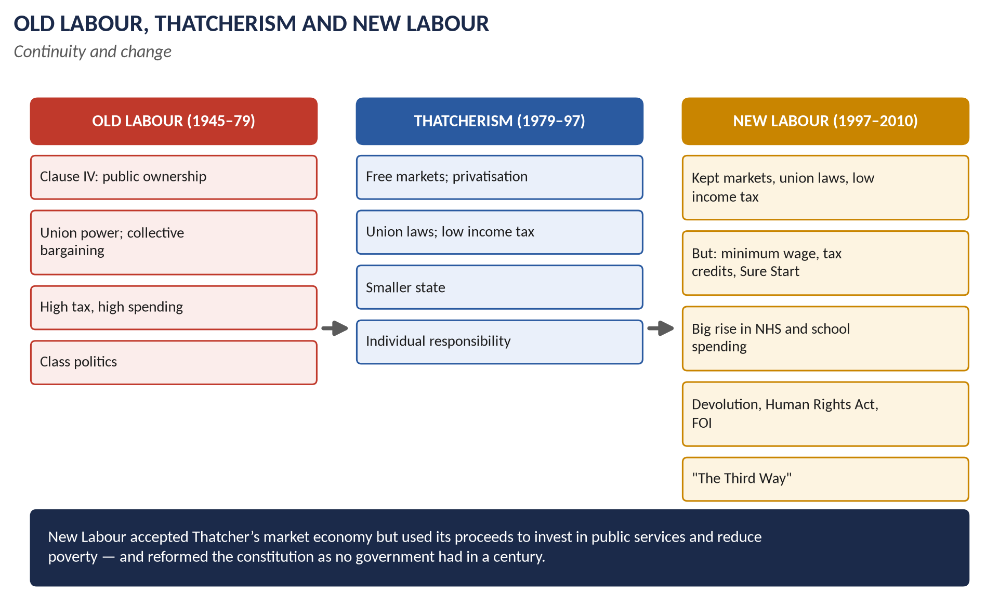 OLD LABOUR, THATCHERISM AND NEW LABOUR
Continuity and change
OLD LABOUR (1945–79)
Clause IV: public ownership
Union power; collective
bargaining
High tax, high spending
Class politics
THATCHERISM (1979–97)
Free markets; privatisation
Union laws; low income tax
Smaller state
Individual responsibility
NEW LABOUR (1997–2010)
Kept markets, union laws, low
income tax
But: minimum wage, tax
credits, Sure Start
Big rise in NHS and school
spending
Devolution, Human Rights Act,
FOI
"The Third Way"
New Labour accepted Thatcher’s market economy but used its proceeds to invest in public services and reduce
poverty — and reformed the constitution as no government had in a century.